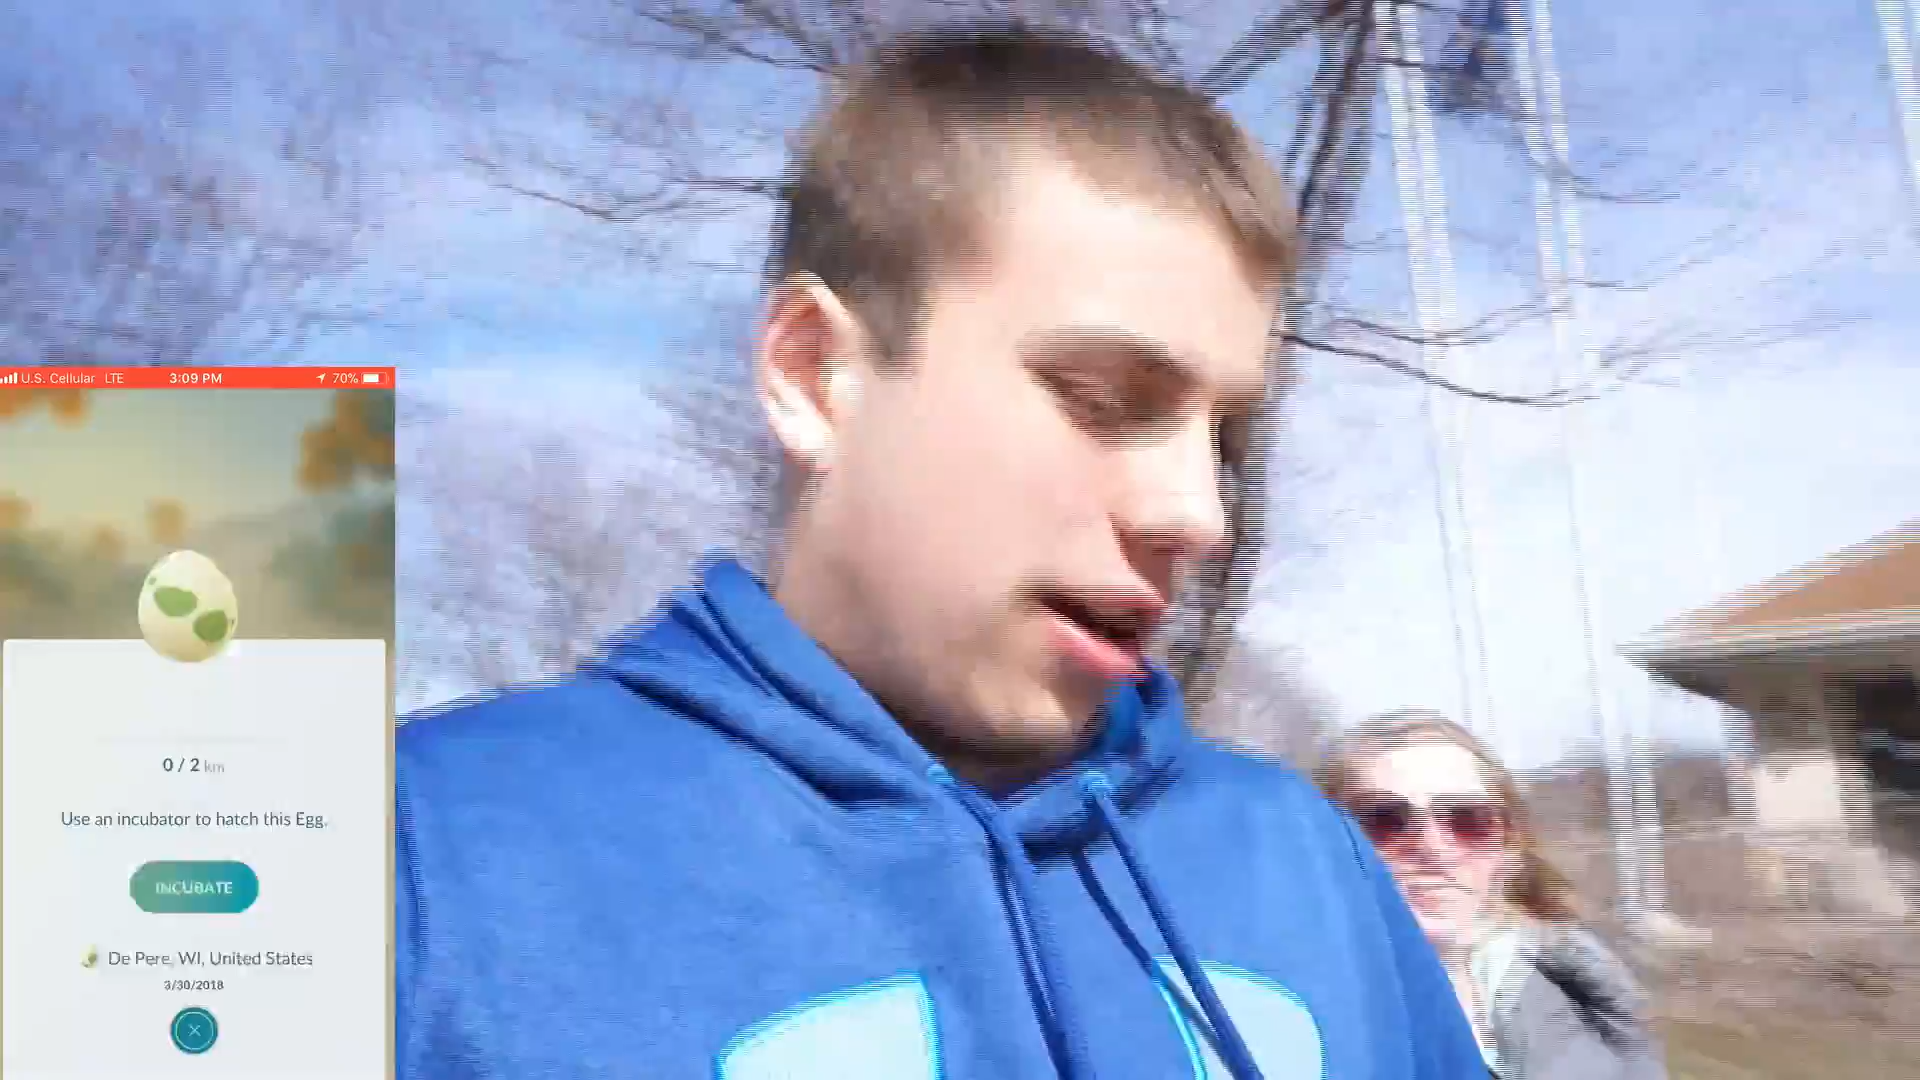 U.S. Cellular LTE 3:09 PM 70%
0 / 2 km
Use an incubator to hatch this Egg.
INCUBATE
De Pere, WI, United States
3/30/2018